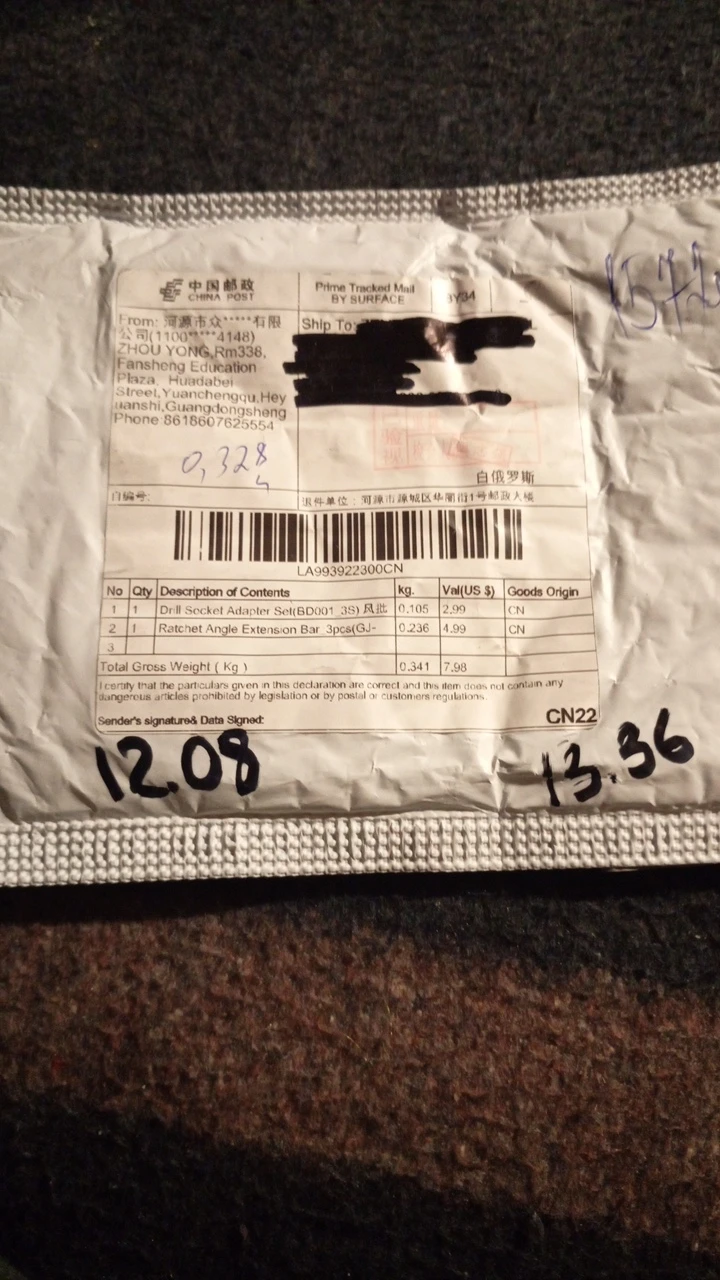 中国邮政
CHINA POST
Prime Tracked Mail
BY SURFACE
BY34
From: 河源市众*****有限
公司(1100****4148)
ZHOU YONG,Rm338,
Fansheng Education
Plaza, Huadabei
Street,Yuanchengqu,Hey
uanshi,Guangdongsheng
Phone:8618607625554
Ship To:
0,328
白俄罗斯
自编号:
退件单位:河源市源城区华
1号邮政大楼
LA993922300CN
No Qty Description of Contents kg. Val(US $) Goods Origin
1 1 Drill Socket Adapter Set(BD001_3S) 风批 0.105 2.99 CN
2 1 Ratchet Angle Extension Bar_3pcs(GJ- 0.236 4.99 CN
3
Total Gross Weight ( Kg ) 0.341 7.98
I certify that the particulars given in this declaration are correct and this item does not contain any
dangerous articles prohibited by legislation or by postal or customers regulations.
Sender's signature& Data Signed: CN22
12.08 13.36